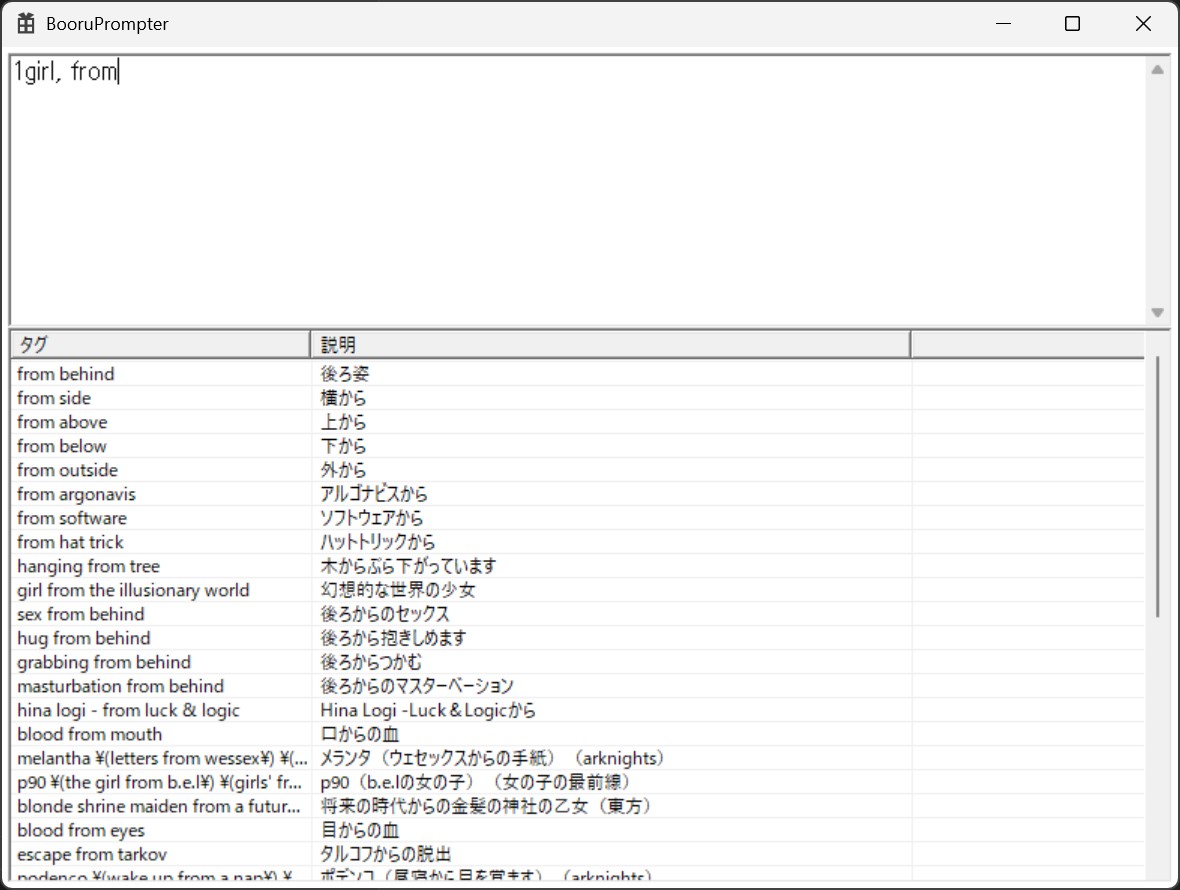 BooruPrompter
1girl, from
タグ 説明
from behind 後ろ姿
from side 横から
from above 上から
from below 下から
from outside 外から
from argonavis アルゴナビスから
from software ソフトウェアから
from hat trick ハットトリックから
hanging from tree 木からぶら下がっています
girl from the illusionary world 幻想的な世界の少女
sex from behind 後ろからのセックス
hug from behind 後ろから抱きしめます
grabbing from behind 後ろからつかむ
masturbation from behind 後ろからのマスターベーション
hina logi - from luck & logic Hina Logi -Luck＆Logicから
blood from mouth 口からの血
melantha ¥(letters from wessex¥) ¥(... メランタ（ウェセックスからの手紙）（arknights）
p90 ¥(the girl from b.e.l¥) ¥(girls' fr... p90（b.e.lの女の子）（女の子の最前線）
blonde shrine maiden from a futur... 将来の時代からの金髪の神社の乙女（東方）
blood from eyes 目からの血
escape from tarkov タルコフからの脱出
podenco ¥(wake up from a nap¥) ¥... ポデンコ（昼寝から目を覚ます）（arknights）